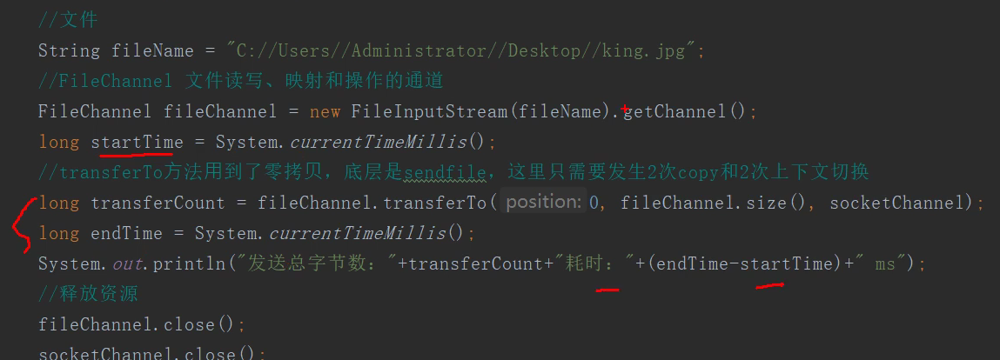 //文件
String fileName = "C://Users//Administrator//Desktop//king.jpg";
//FileChannel 文件读写、映射和操作的通道
FileChannel fileChannel = new FileInputStream(fileName).getChannel();
long startTime = System.currentTimeMillis();
//transferTo方法用到了零拷贝，底层是sendfile，这里只需要发生2次copy和2次上下文切换
long transferCount = fileChannel.transferTo( position: 0, fileChannel.size(), socketChannel);
long endTime = System.currentTimeMillis();
System.out.println("发送总字节数："+transferCount+"耗时："+(endTime-startTime)+" ms");
//释放资源
fileChannel.close();
socketChannel.close();